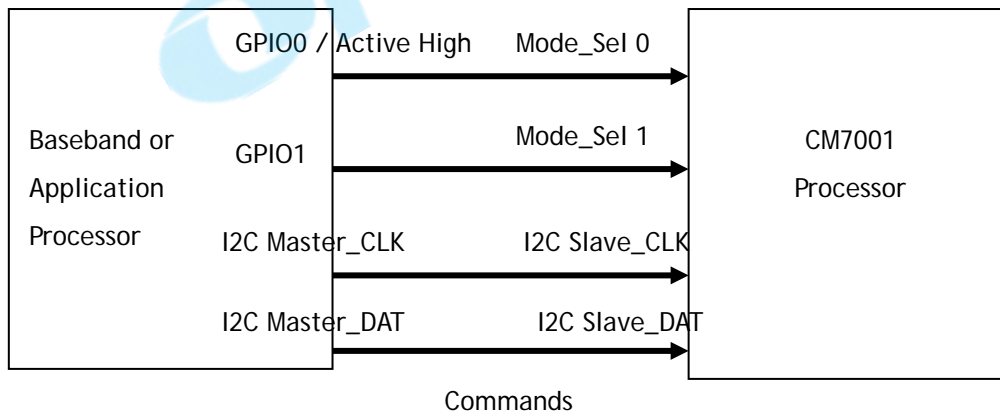 GPIO0 / Active High Mode_Sel 0
Baseband or
Application
Processor
GPIO1 Mode_Sel 1
CM7001
Processor
I2C Master_CLK I2C Slave_CLK
I2C Master_DAT I2C Slave_DAT
Commands